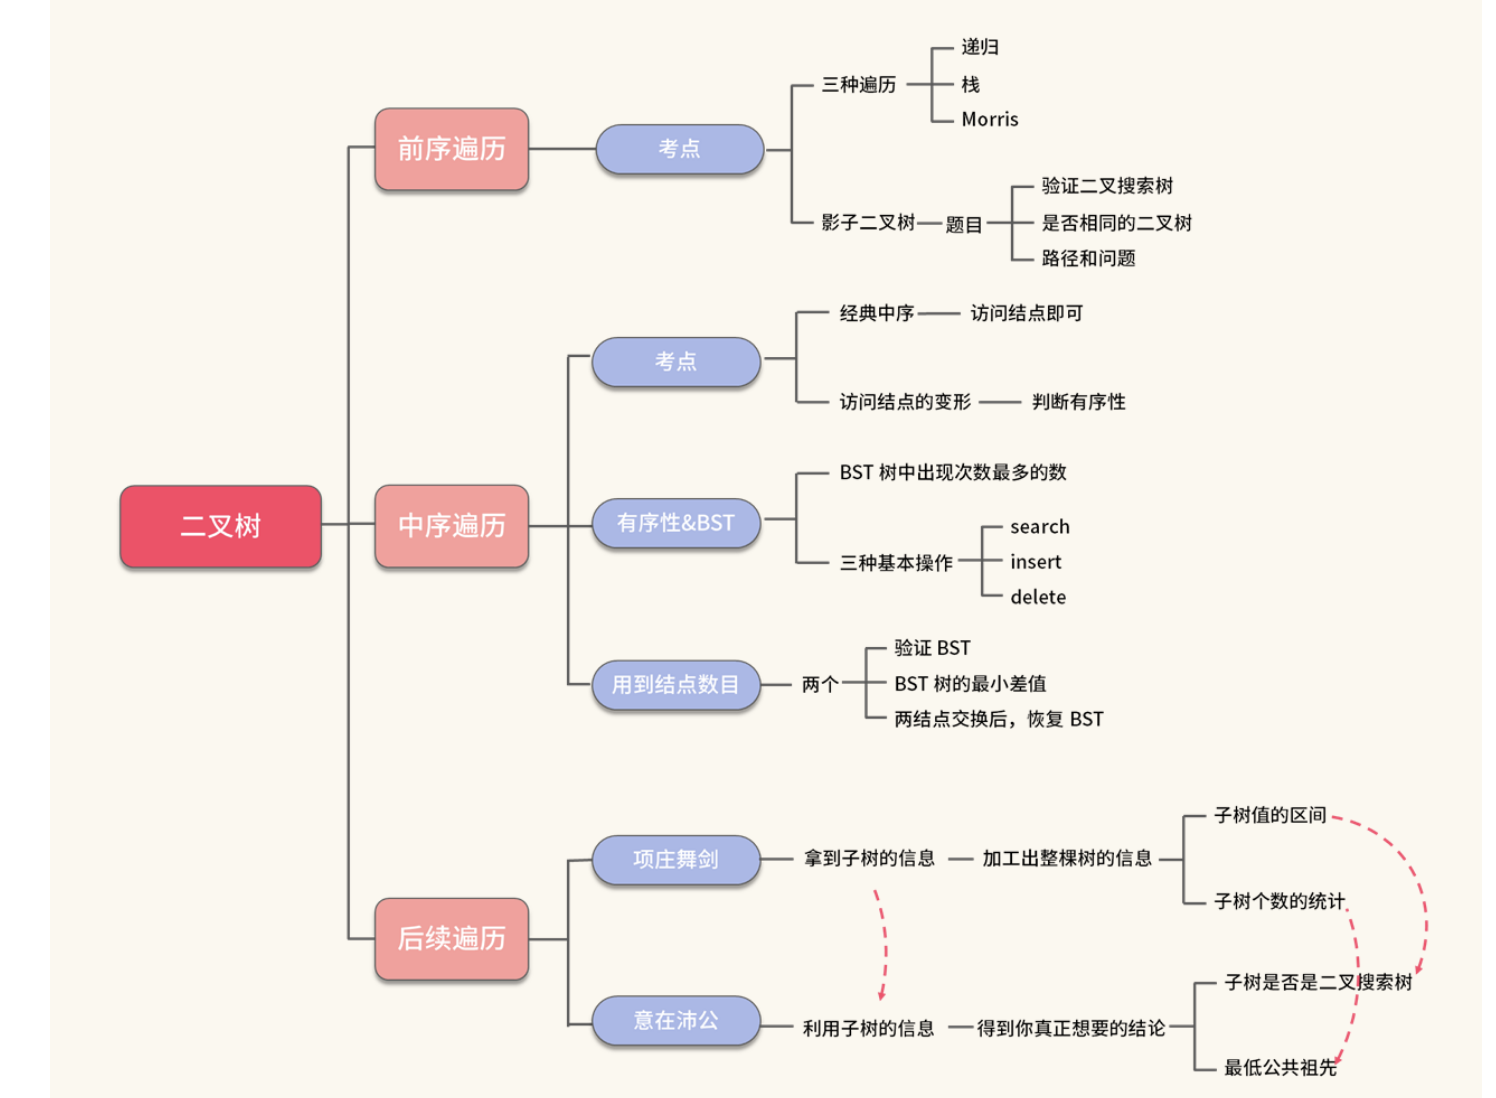 二叉树
前序遍历
考点
三种遍历
递归
栈
Morris
影子二叉树
题目
验证二叉搜索树
是否相同的二叉树
路径和问题
中序遍历
考点
经典中序
访问结点即可
访问结点的变形
判断有序性
有序性&BST
BST 树中出现次数最多的数
三种基本操作
search
insert
delete
用到结点数目
两个
验证 BST
BST 树的最小差值
两结点交换后，恢复 BST
后续遍历
项庄舞剑
拿到子树的信息
加工出整棵树的信息
子树值的区间
子树个数的统计
意在沛公
利用子树的信息
得到你真正想要的结论
子树是否是二叉搜索树
最低公共祖先